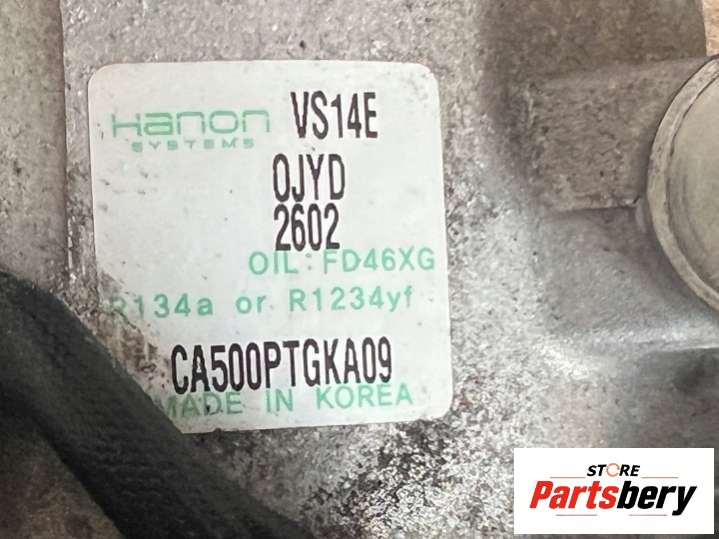 Hanon VS14E
SYSTEMS
0JYD
2602
OIL: FD46XG
R134a or R1234yf
CA500PTGKA09
MADE IN KOREA
STORE
Partsbery